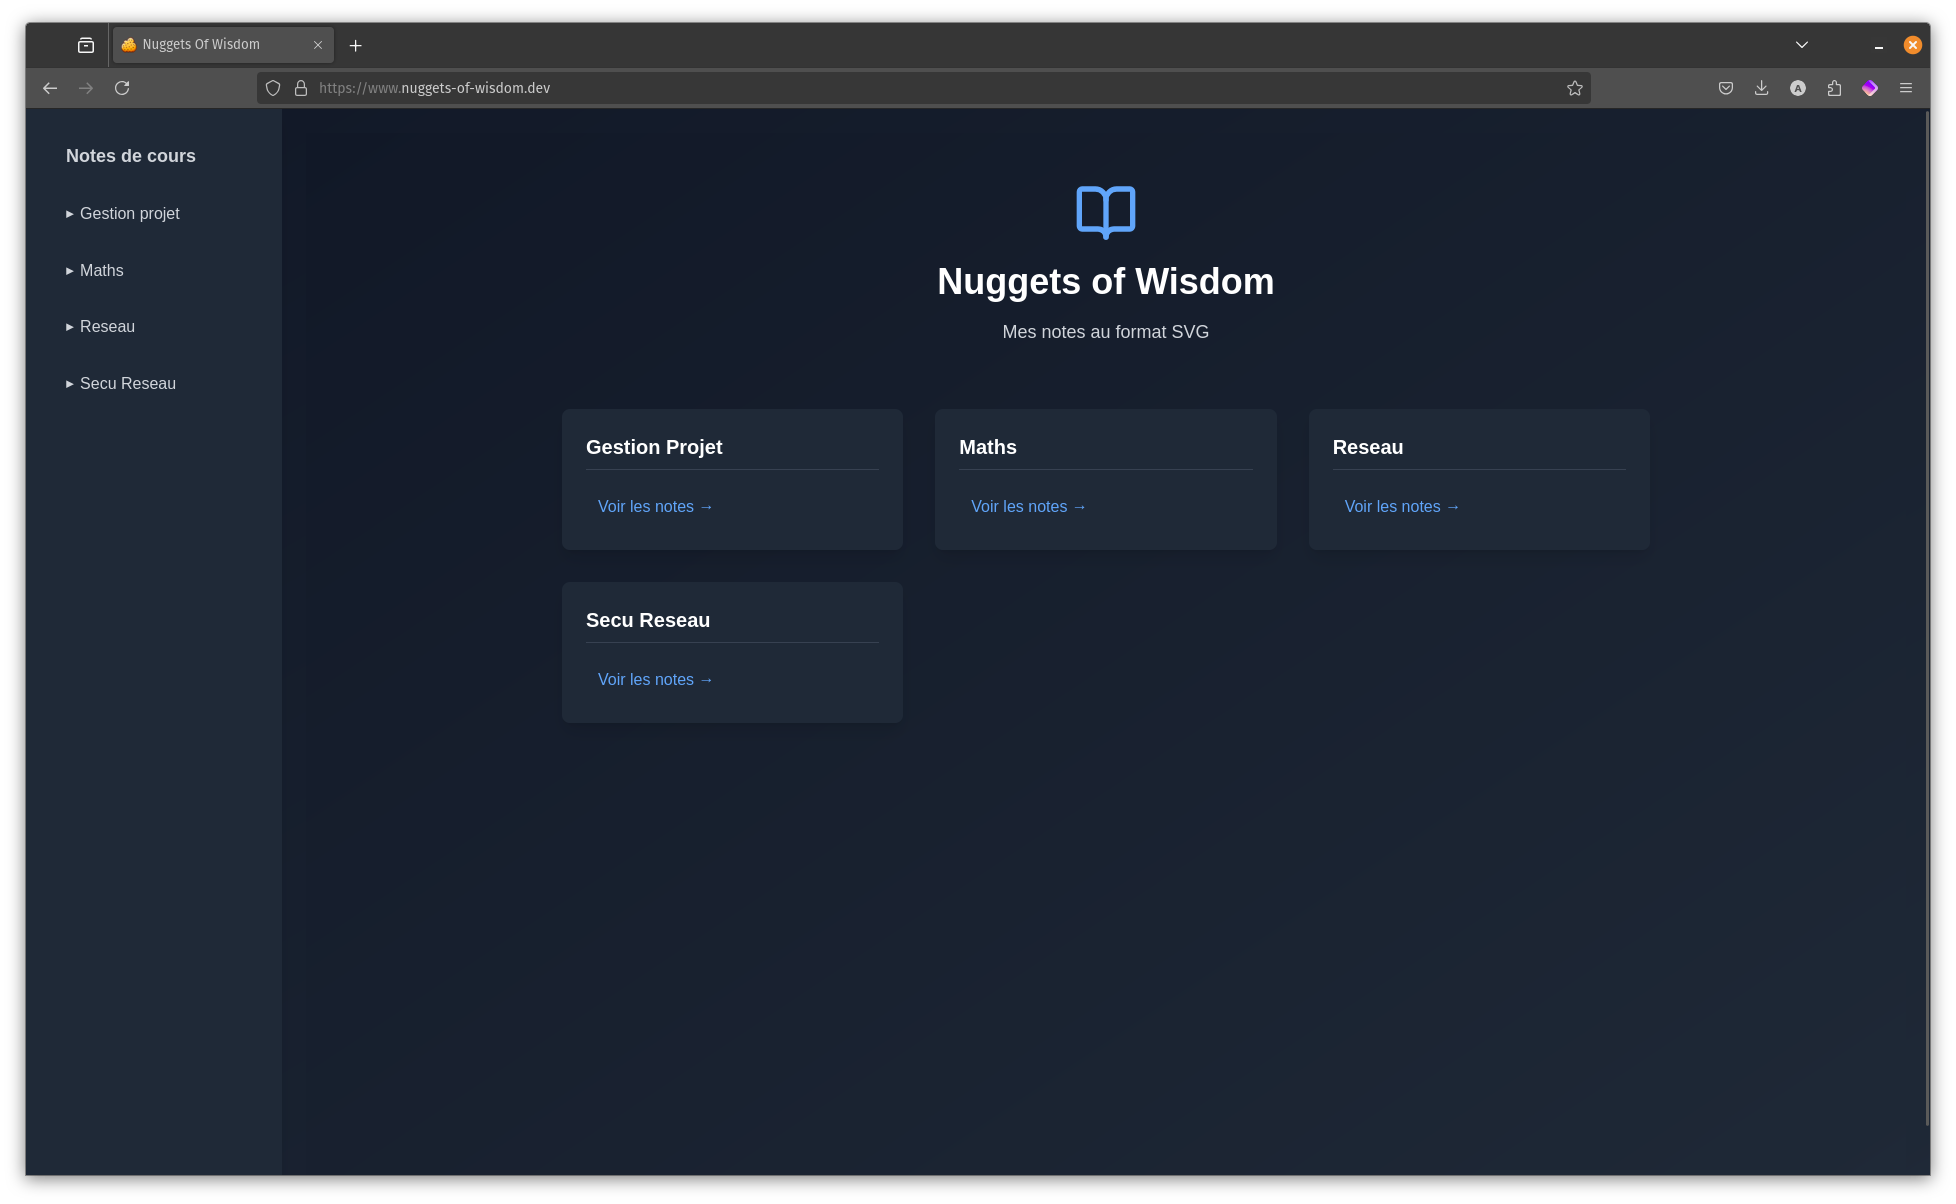 Nuggets Of Wisdom
https://www.nuggets-of-wisdom.dev
A
Notes de cours
▸ Gestion projet
▸ Maths
▸ Reseau
▸ Secu Reseau
Nuggets of Wisdom
Mes notes au format SVG
Gestion Projet
Voir les notes →
Maths
Voir les notes →
Reseau
Voir les notes →
Secu Reseau
Voir les notes →